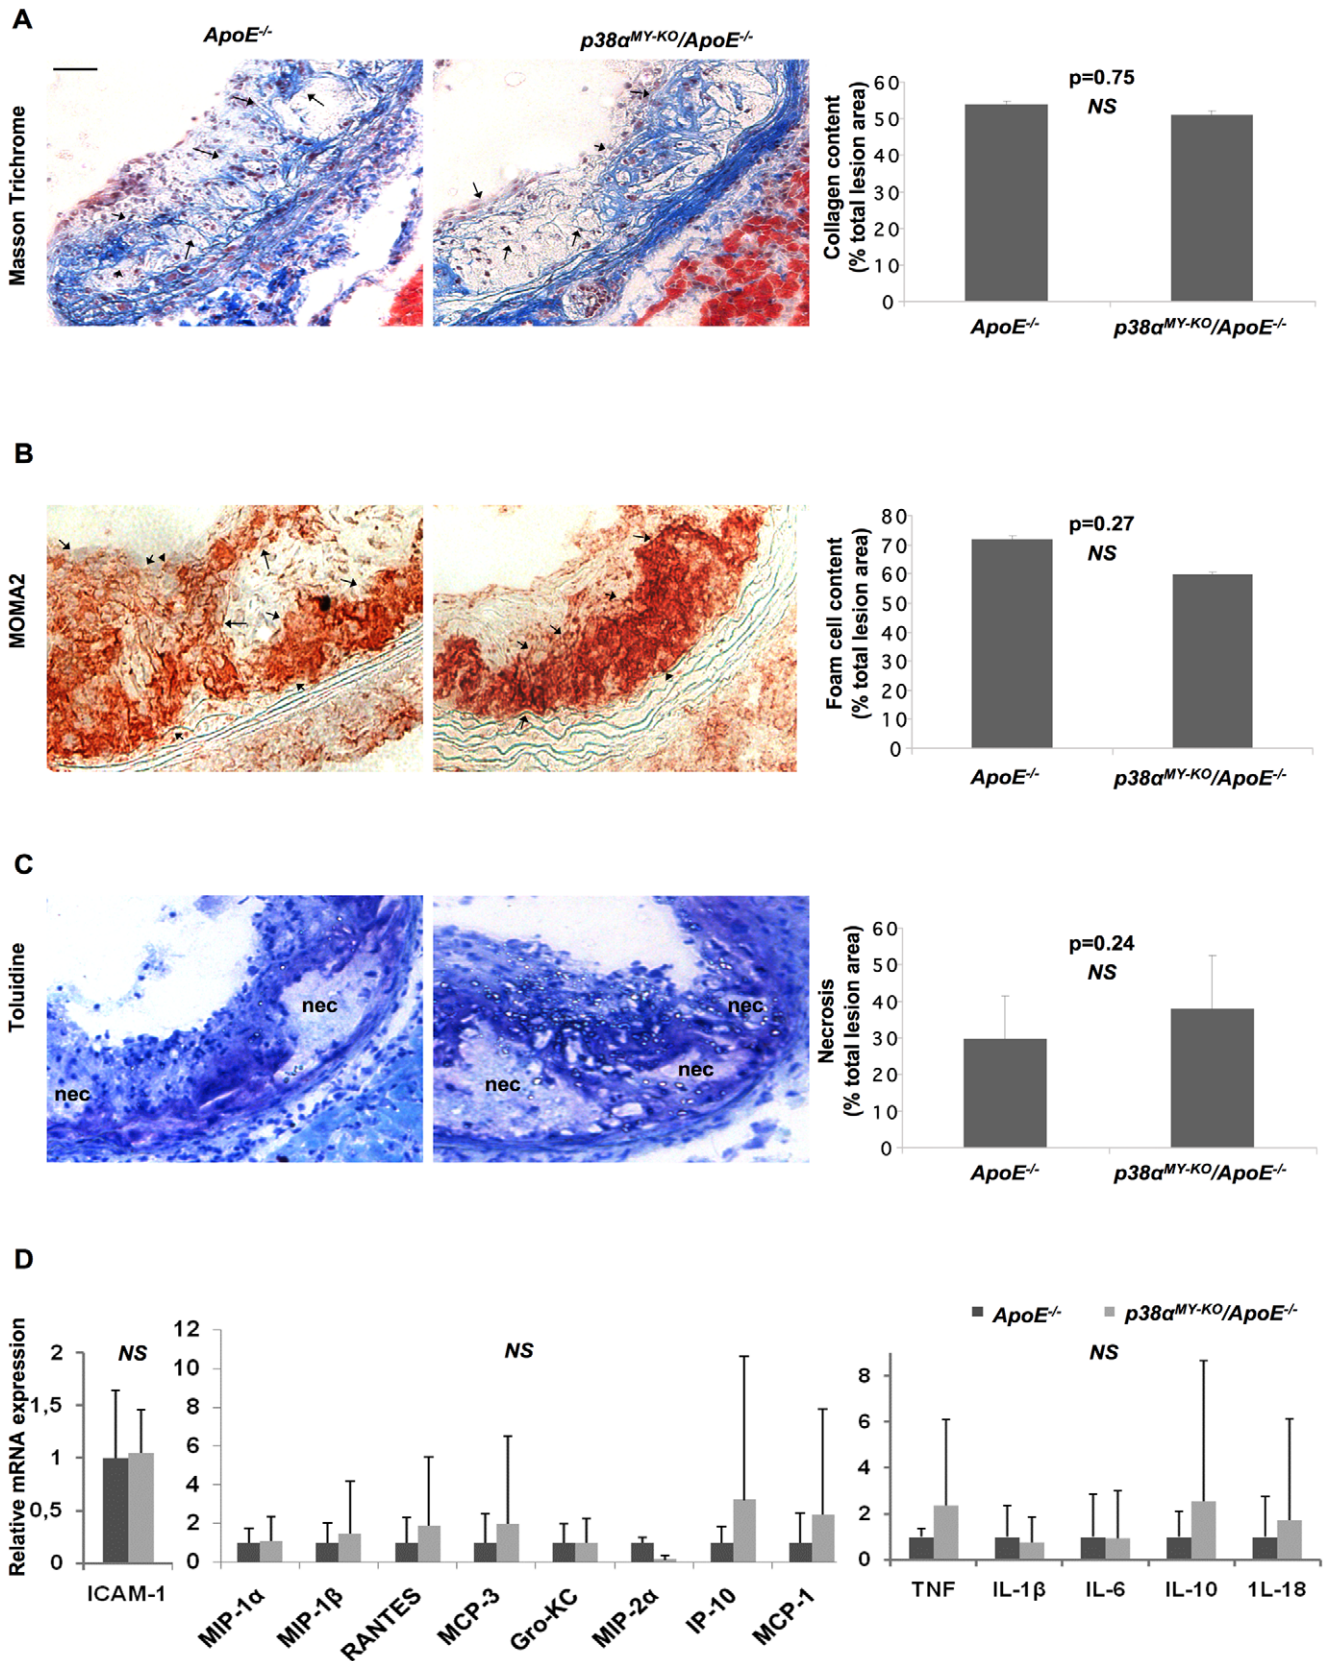 A
ApoE-/-
p38αMY-KO/ApoE-/-
Masson Trichrome
Collagen content
(% total lesion area)
60
50
40
30
20
10
0
p=0.75
NS
ApoE-/-
p38αMY-KO/ApoE-/-
B
MOMA2
Foam cell content
(% total lesion area)
80
70
60
50
40
30
20
10
0
p=0.27
NS
ApoE-/-
p38αMY-KO/ApoE-/-
C
Toluidine
nec
nec
nec
nec
nec
Necrosis
(% total lesion area)
60
50
40
30
20
10
0
p=0.24
NS
ApoE-/-
p38αMY-KO/ApoE-/-
D
ApoE-/-
p38αMY-KO/ApoE-/-
Relative mRNA expression
2
1,5
1
0,5
0
NS
ICAM-1
12
10
8
6
4
2
0
NS
MIP-1α
MIP-1β
RANTES
MCP-3
Gro-KC
MIP-2α
IP-10
MCP-1
8
6
4
2
0
NS
TNF
IL-1β
IL-6
IL-10
1L-18